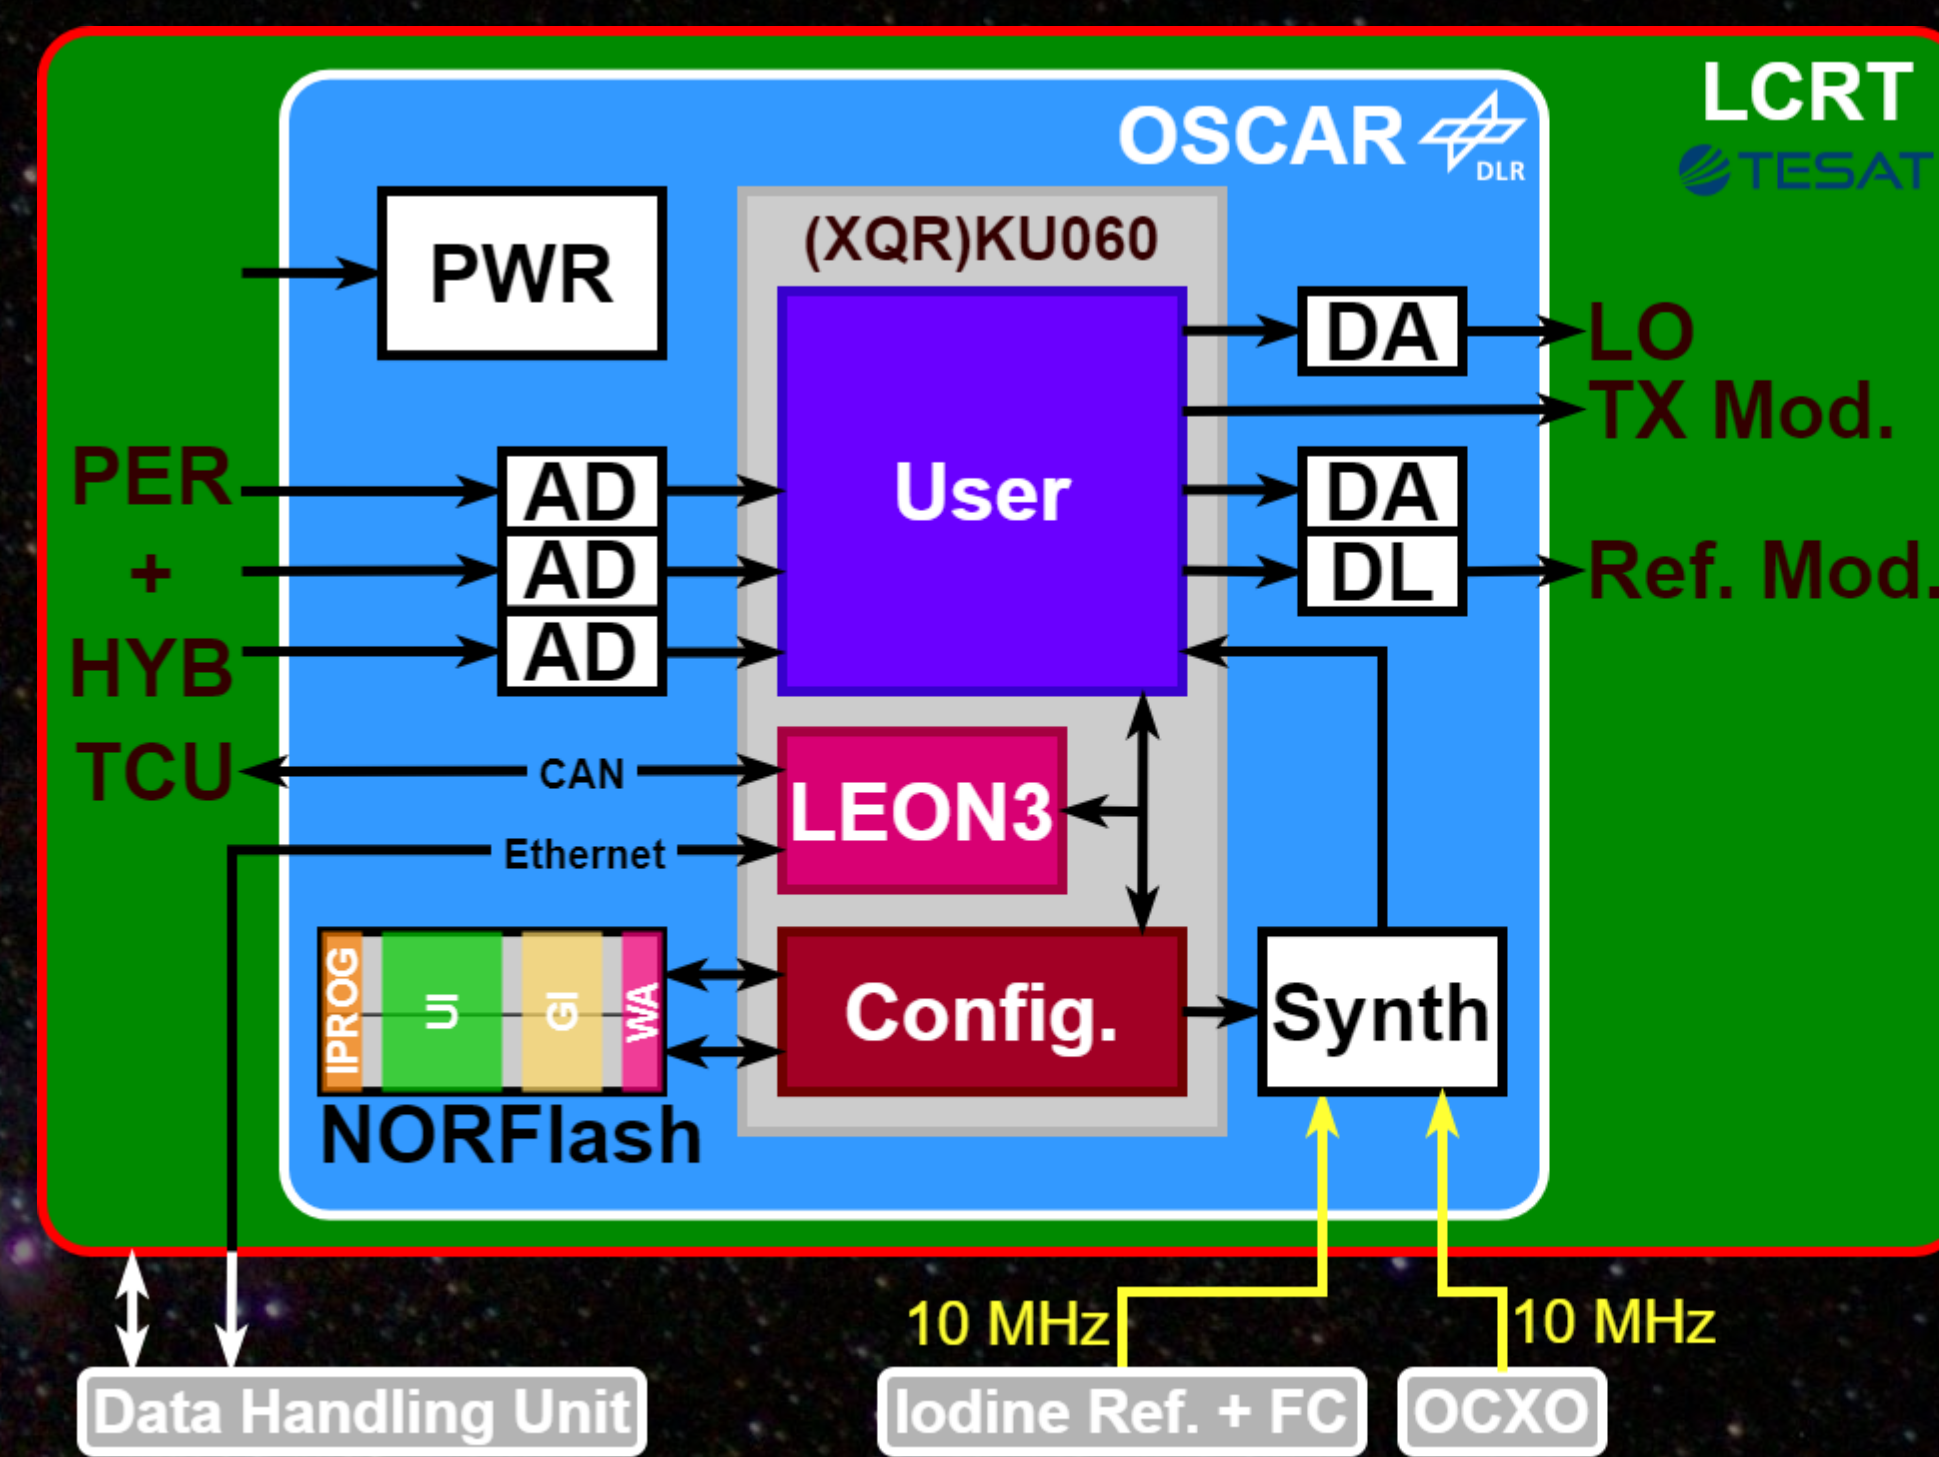 LCRT
TESAT
OSCAR
DLR
PWR
(XQR)KU060
User
DA
LO
TX Mod.
PER
+
HYB
AD
AD
AD
DA
DL
Ref. Mod.
TCU
CAN
LEON3
Ethernet
IPROG
UI
GI
WA
NORFlash
Config.
Synth
10 MHz
10 MHz
Data Handling Unit
Iodine Ref. + FC
OCXO